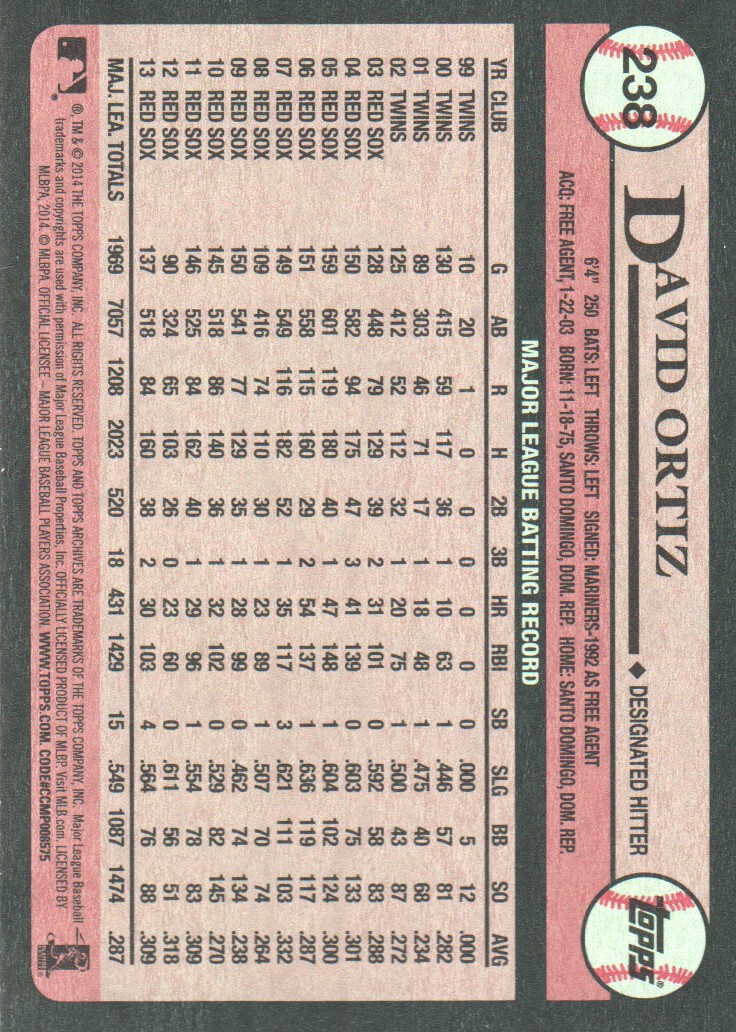 238
DAVID ORTIZ ◆ DESIGNATED HITTER
topps®
6'4" 250 BATS: LEFT THROWS: LEFT SIGNED: MARINERS-1992 AS FREE AGENT
ACQ: FREE AGENT, 1-22-03 BORN: 11-18-75, SANTO DOMINGO, DOM. REP. HOME: SANTO DOMINGO, DOM. REP.
MAJOR LEAGUE BATTING RECORD
YR CLUB G AB R H 2B 3B HR RBI SB SLG BB SO AVG
99 TWINS 10 20 1 0 0 0 0 0 0 .000 5 12 .000
00 TWINS 130 415 59 117 36 1 10 63 1 .446 57 81 .282
01 TWINS 89 303 46 71 17 1 18 48 1 .475 40 68 .234
02 TWINS 125 412 52 112 32 1 20 75 1 .500 43 87 .272
03 RED SOX 128 448 79 129 39 2 31 101 0 .592 58 83 .288
04 RED SOX 150 582 94 175 47 3 41 139 0 .603 75 133 .301
05 RED SOX 159 601 119 180 40 1 47 148 1 .604 102 124 .300
06 RED SOX 151 558 115 160 29 2 54 137 1 .636 119 117 .287
07 RED SOX 149 549 116 182 52 1 35 117 3 .621 111 103 .332
08 RED SOX 109 416 74 110 30 1 23 89 1 .507 70 74 .264
09 RED SOX 150 541 77 129 35 1 28 99 0 .462 74 134 .238
10 RED SOX 145 518 86 140 36 1 32 102 0 .529 82 145 .270
11 RED SOX 146 525 84 162 40 1 29 96 1 .554 78 83 .309
12 RED SOX 90 324 65 103 26 0 23 60 0 .611 56 51 .318
13 RED SOX 137 518 84 160 38 2 30 103 4 .564 76 88 .309
MAJ. LEA. TOTALS 1969 7057 1208 2023 520 18 431 1429 15 .549 1087 1474 .287
®, TM & © 2014 THE TOPPS COMPANY, INC. ALL RIGHTS RESERVED. TOPPS AND TOPPS ARCHIVES ARE TRADEMARKS OF THE TOPPS COMPANY, INC. Major League Baseball
trademarks and copyrights are used with permission of Major League Baseball Properties, Inc. OFFICIALLY LICENSED PRODUCT OF MLBP. Visit MLB.com. LICENSED BY
MLBPA, 2014. © MLBPA. OFFICIAL LICENSEE – MAJOR LEAGUE BASEBALL PLAYERS ASSOCIATION. WWW.TOPPS.COM. CODE#CCMP008575